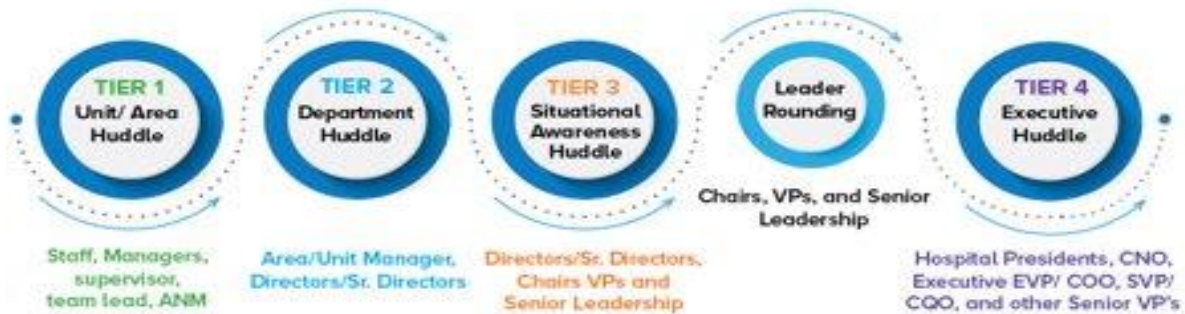 TIER 1
Unit/ Area
Huddle
Staff, Managers,
supervisor,
team lead, ANM
TIER 2
Department
Huddle
Area/Unit Manager,
Directors/Sr. Directors
TIER 3
Situational
Awareness
Huddle
Directors/Sr. Directors,
Chairs VPs and
Senior Leadership
Leader
Rounding
Chairs, VPs, and Senior
Leadership
TIER 4
Executive
Huddle
Hospital Presidents, CNO,
Executive EVP/ COO, SVP/
CQO, and other Senior VP's